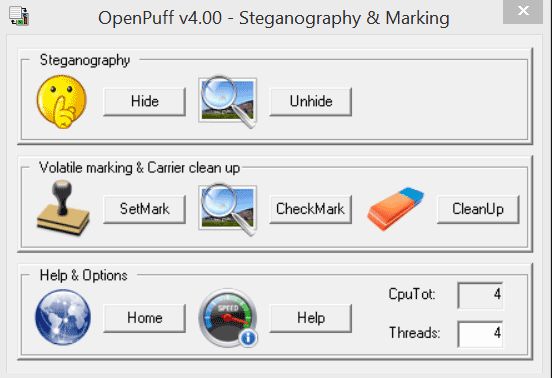 OpenPuff v4.00 - Steganography & Marking
Steganography
Hide
Unhide
Volatile marking & Carrier clean up
SetMark
CheckMark
CleanUp
Help & Options
Home
SPEED
Help
CpuTot: 4
Threads: 4